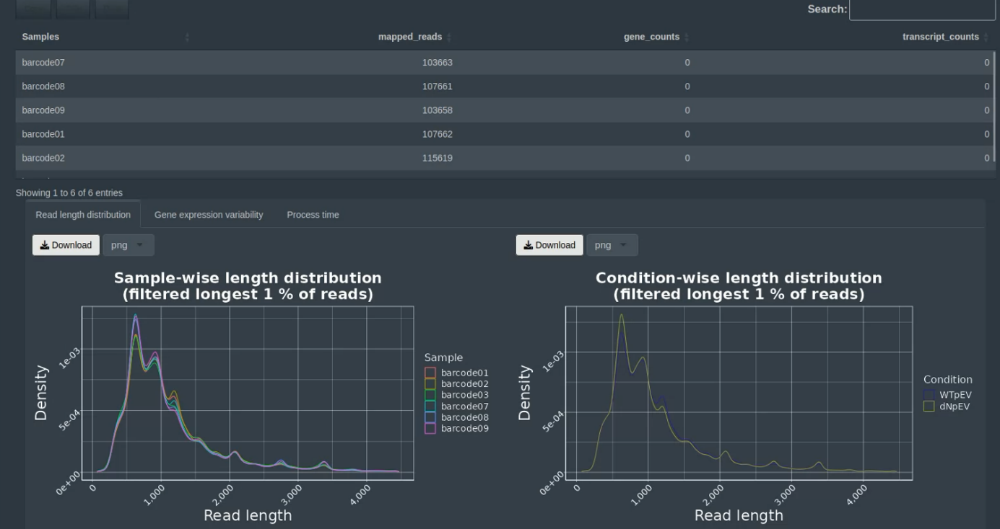 Search:
Samples mapped_reads gene_counts transcript_counts
barcode07 103663 0 0
barcode08 107661 0 0
barcode09 103658 0 0
barcode01 107662 0 0
barcode02 115619 0 0
Showing 1 to 6 of 6 entries
Read length distribution Gene expression variability Process time
Download png
Download png
Sample-wise length distribution
(filtered longest 1 % of reads)
Density
1e-03
5e-04
0e+00
0 1,000 2,000 3,000 4,000
Read length
Sample
barcode01
barcode02
barcode03
barcode07
barcode08
barcode09
Condition-wise length distribution
(filtered longest 1 % of reads)
Density
1e-03
5e-04
0e+00
0 1,000 2,000 3,000 4,000
Read length
Condition
WTpEV
dNpEV